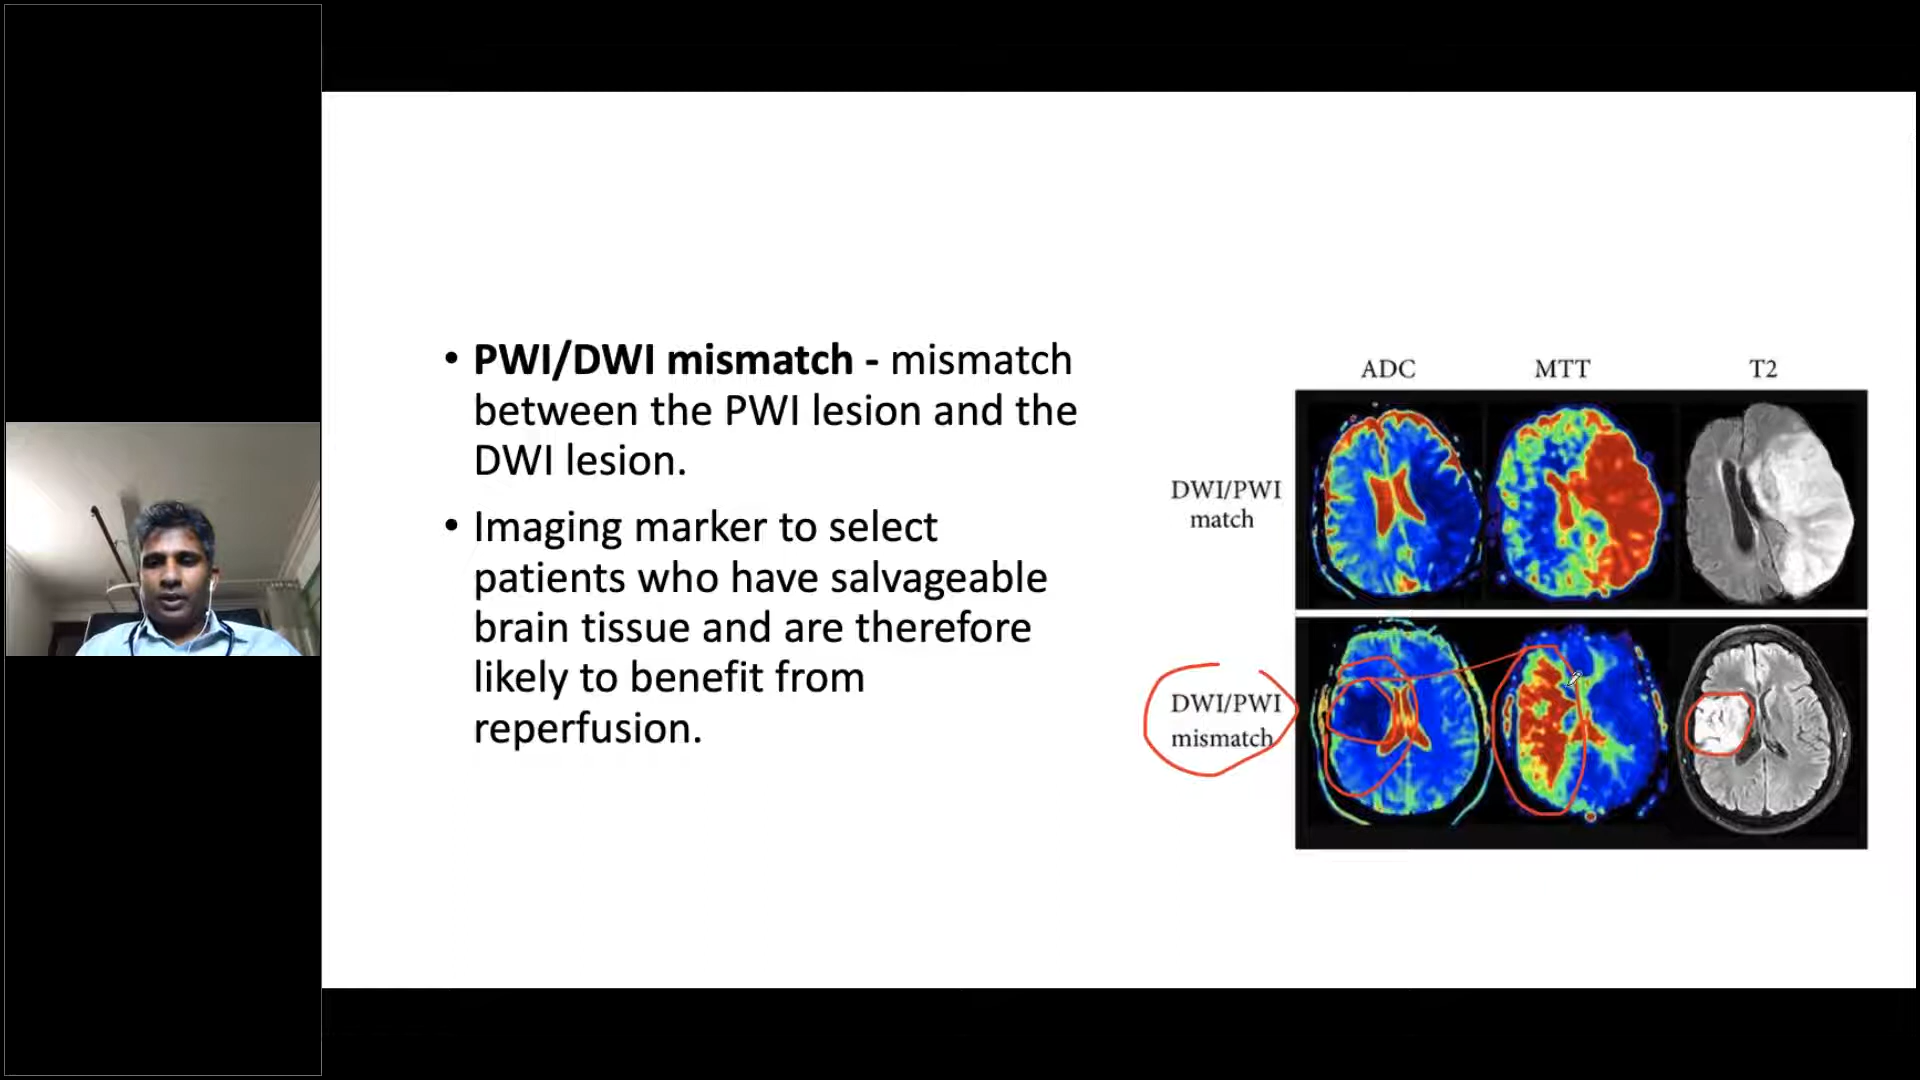 • PWI/DWI mismatch - mismatch
between the PWI lesion and the
DWI lesion.
• Imaging marker to select
patients who have salvageable
brain tissue and are therefore
likely to benefit from
reperfusion.
ADC MTT T2
DWI/PWI
match
DWI/PWI
mismatch